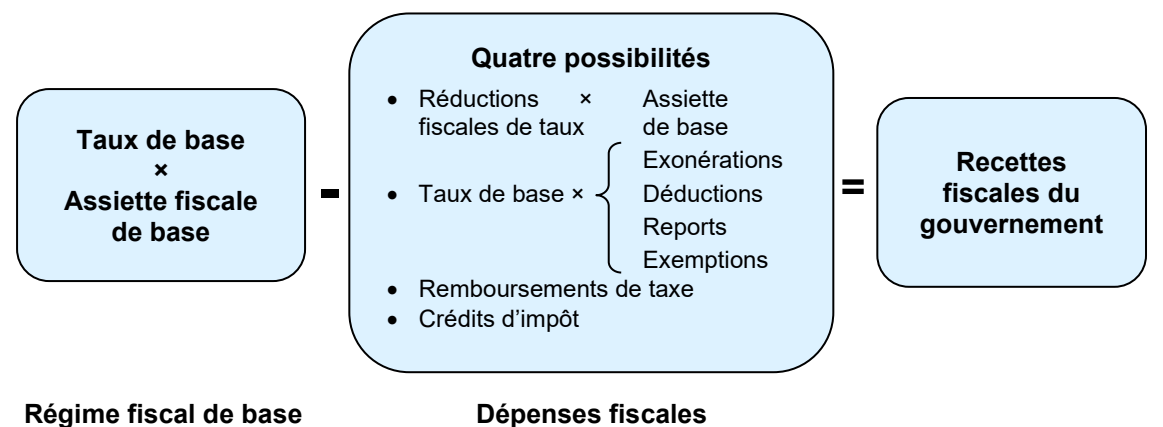 Taux de base
×
Assiette fiscale
de base
-
Quatre possibilités
• Réductions × Assiette
fiscales de taux de base
Exonérations
• Taux de base × Déductions
Reports
Exemptions
• Remboursements de taxe
• Crédits d'impôt
=
Recettes
fiscales du
gouvernement
Régime fiscal de base
Dépenses fiscales